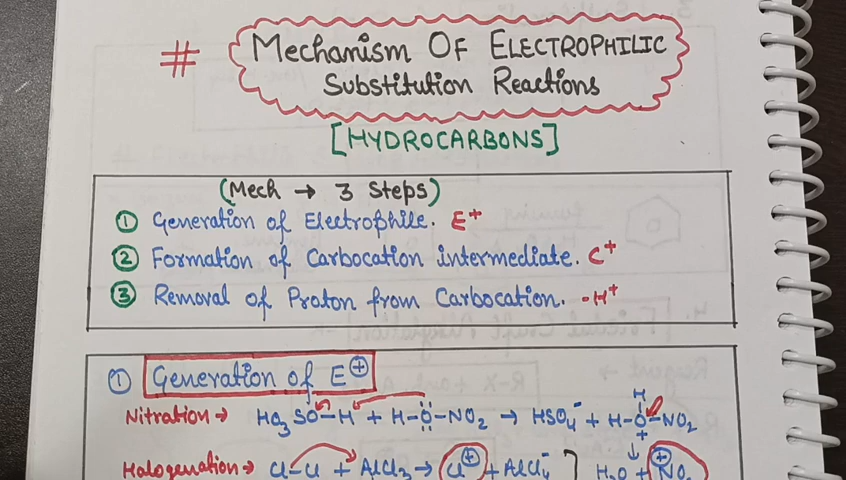 # MECHANISM OF ELECTROPHILIC
Substitution Reactions
[HYDROCARBONS]
(Mech → 3 Steps)
① Generation of Electrophile. E⁺
② Formation of Carbocation intermediate. C⁺
③ Removal of Proton from Carbocation. -H⁺
① Generation of E⊕
Nitration → HO₃SO-H + H-Ö-NO₂ → HSO₄⁻ + H-O-NO₂
H
+
↓
Halogenation → Cl-Cl + AlCl₃ → Cl⊕ + AlCl₄⁻ ] H₂O + ⊕NO₂